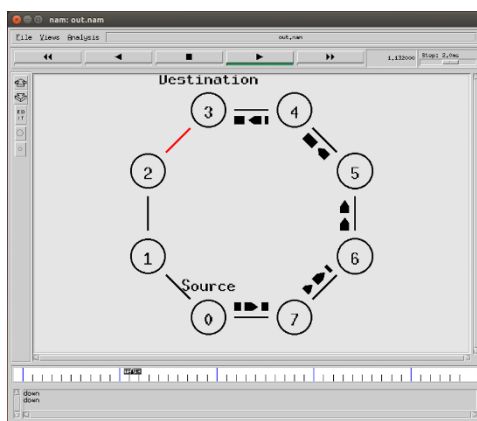 nam: out.nam
File Views Analysis out.nam
1.132000 Step: 2.0ms
Destination
3 4
2 5
1 6
Source
0 7
down
down